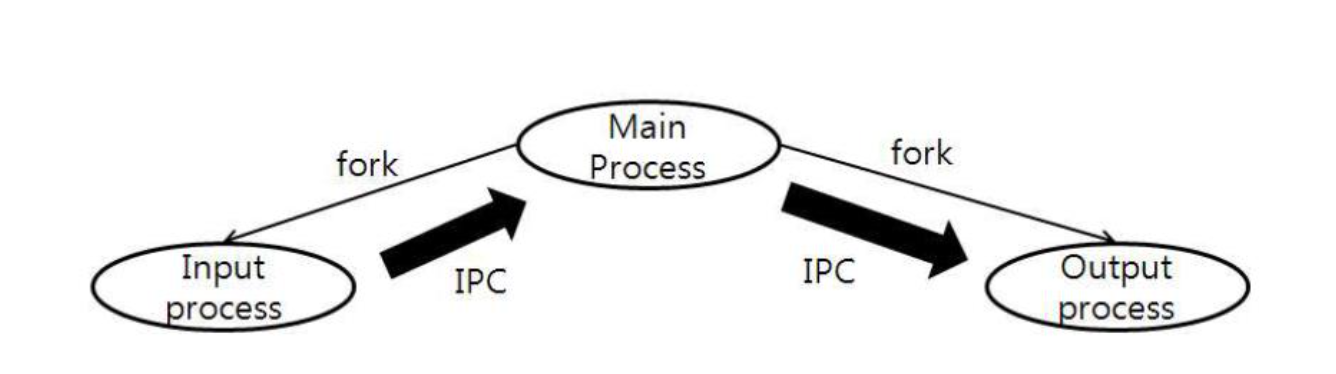 Main
Process
fork
fork
IPC
IPC
Input
process
Output
process